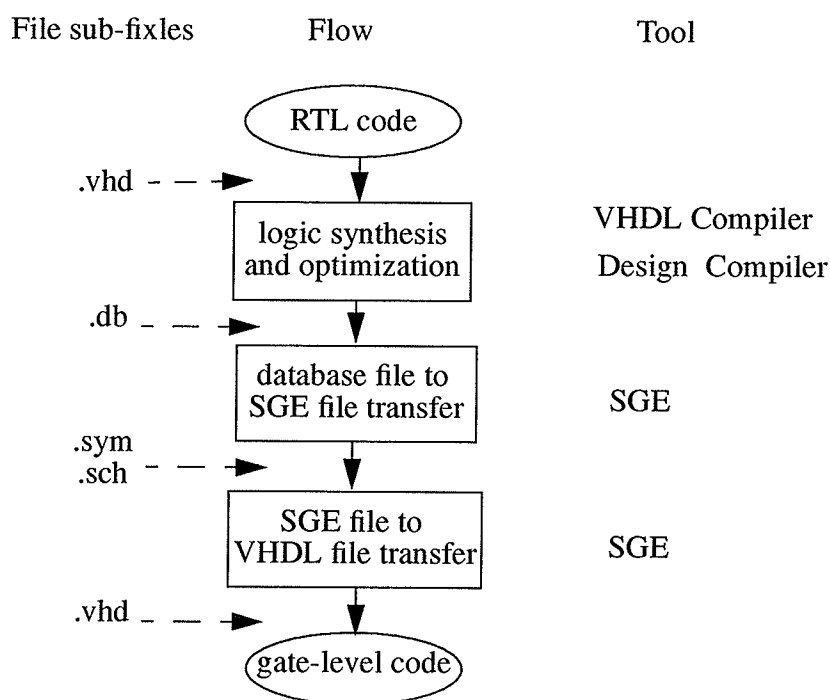 File sub-fixles Flow Tool
RTL code
.vhd
logic synthesis
and optimization
VHDL Compiler
Design Compiler
.db
database file to
SGE file transfer
SGE
.sym
.sch
SGE file to
VHDL file transfer
SGE
.vhd
gate-level code